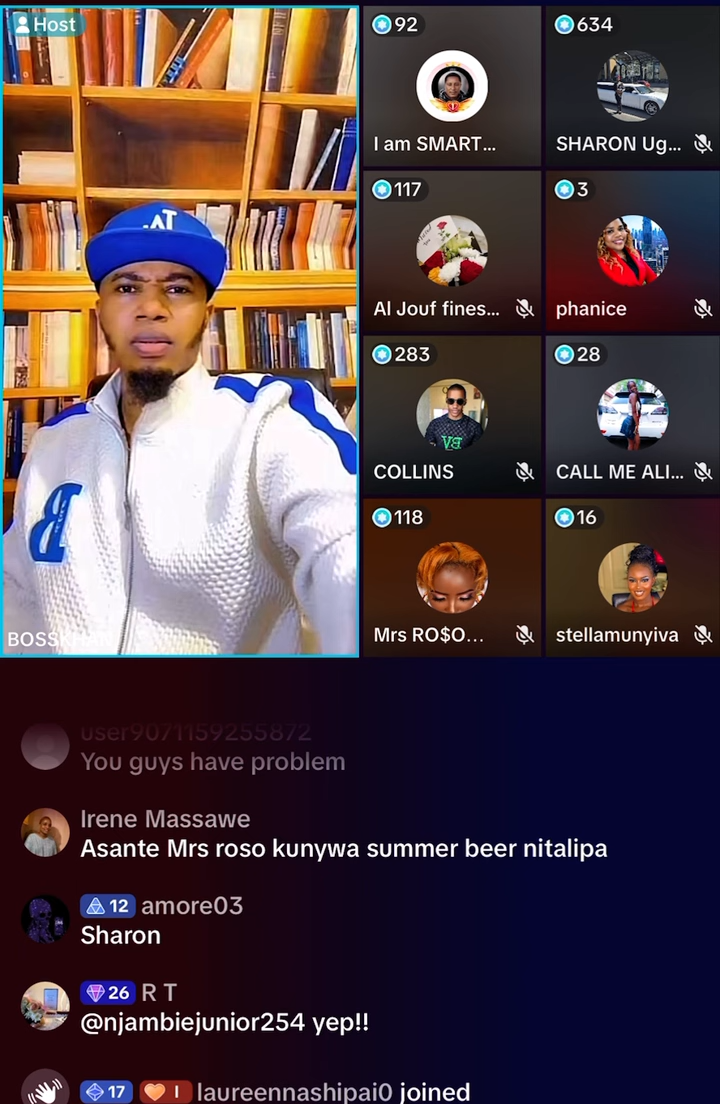 Host
92
I am SMART...
634
SHARON Ug...
117
Al Jouf fines...
3
phanice
283
COLLINS
28
CALL ME ALI...
118
Mrs RO$O...
16
stellamunyiva
AT
B
user9071159255872
You guys have problem
Irene Massawe
Asante Mrs roso kunywa summer beer nitalipa
12 amore03
Sharon
26 R T
@njambiejunior254 yep!!
17 I laureennashipai0 joined